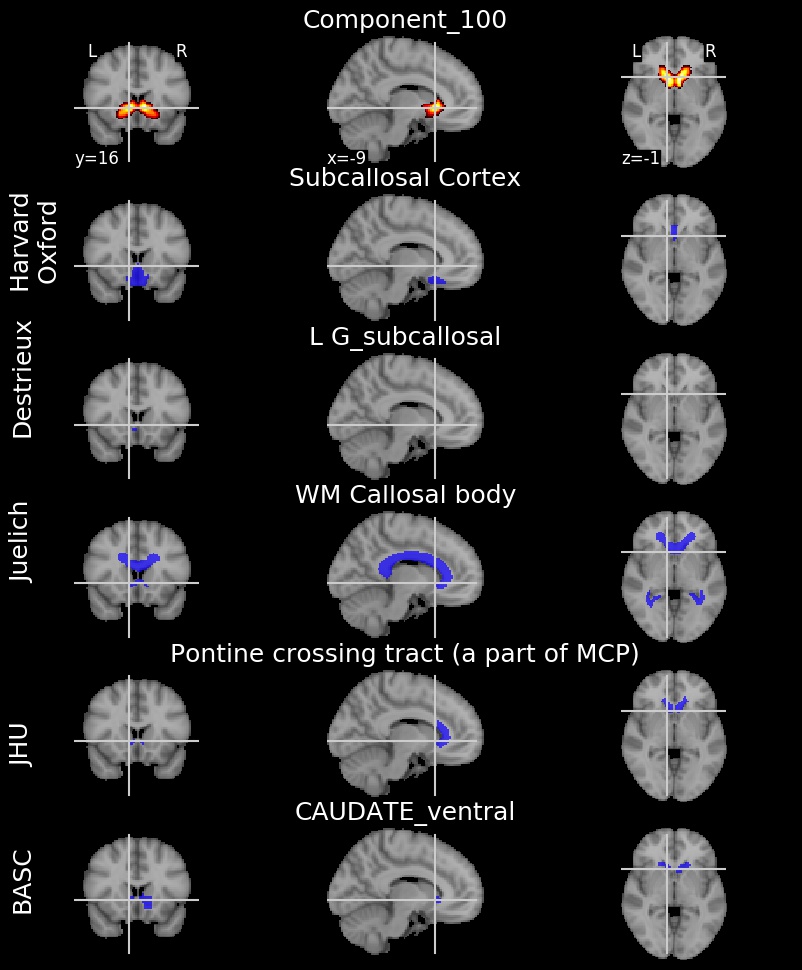 Component_100
L R
L R
y=16
x=-9
z=-1
Subcallosal Cortex
Harvard
Oxford
L G_subcallosal
Destrieux
WM Callosal body
Juelich
Pontine crossing tract (a part of MCP)
JHU
CAUDATE_ventral
BASC